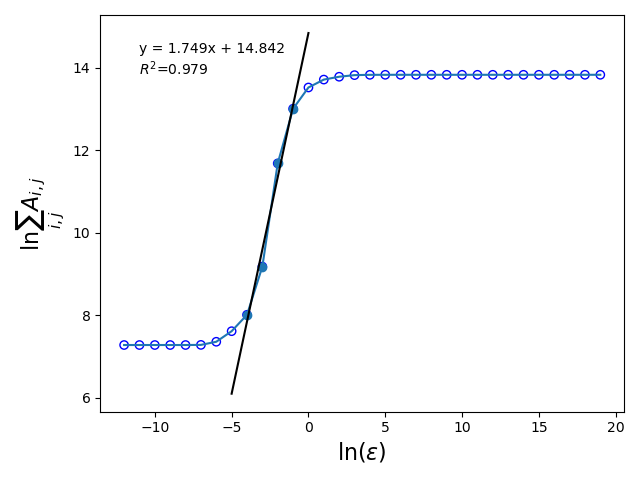 y = 1.749x + 14.842
R²=0.979
14
12
10
8
6
ln∑A_{i, j}
i, j
−10
−5
0
5
10
15
20
ln(ε)